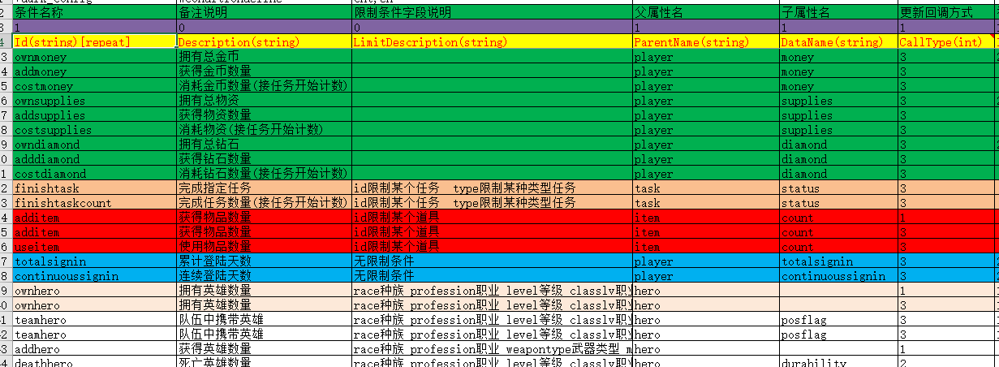 条件名称 备注说明 限制条件字段说明 父属性名 子属性名 更新回调方式
1 0 0 1 1 1
Id(string)[repeat] Description(string) LimitDescription(string) ParentName(string) DataName(string) CallType(int)
3 ownmoney 拥有总金币 player money 3
4 addmoney 获得金币数量 player money 3
5 costmoney 消耗金币数量(接任务开始计数) player money 3
6 ownsupplies 拥有总物资 player supplies 3
7 addsupplies 获得物资数量 player supplies 3
8 costsupplies 消耗物资(接任务开始计数) player supplies 3
9 owndiamond 拥有总钻石 player diamond 3
0 adddiamond 获得钻石数量 player diamond 3
1 costdiamond 消耗钻石数量(接任务开始计数) player diamond 3
2 finishtask 完成指定任务 id限制某个任务 type限制某种类型任务 task status 3
3 finishtaskcount 完成任务数量(接任务开始计数) id限制某个任务 type限制某种类型任务 task status 3
4 additem 获得物品数量 id限制某个道具 item count 1
5 additem 获得物品数量 id限制某个道具 item count 3
6 useitem 使用物品数量 id限制某个道具 item count 3
7 totalsignin 累计登陆天数 无限制条件 player totalsignin 3
8 continuoussignin 连续登陆天数 无限制条件 player continuoussignin 3
9 ownhero 拥有英雄数量 race种族 profession职业 level等级 classlv职业 hero 1
0 ownhero 拥有英雄数量 race种族 profession职业 level等级 classlv职业 hero 3
1 teamhero 队伍中携带英雄 race种族 profession职业 level等级 classlv职业 hero posflag 3
2 teamhero 队伍中携带英雄 race种族 profession职业 level等级 classlv职业 hero posflag 3
3 addhero 获得英雄数量 race种族 profession职业 weapontype武器类型 m hero 1
4 deathhero 死亡英雄数量 race种族 profession职业 level等级 classlv职业 hero durability 2